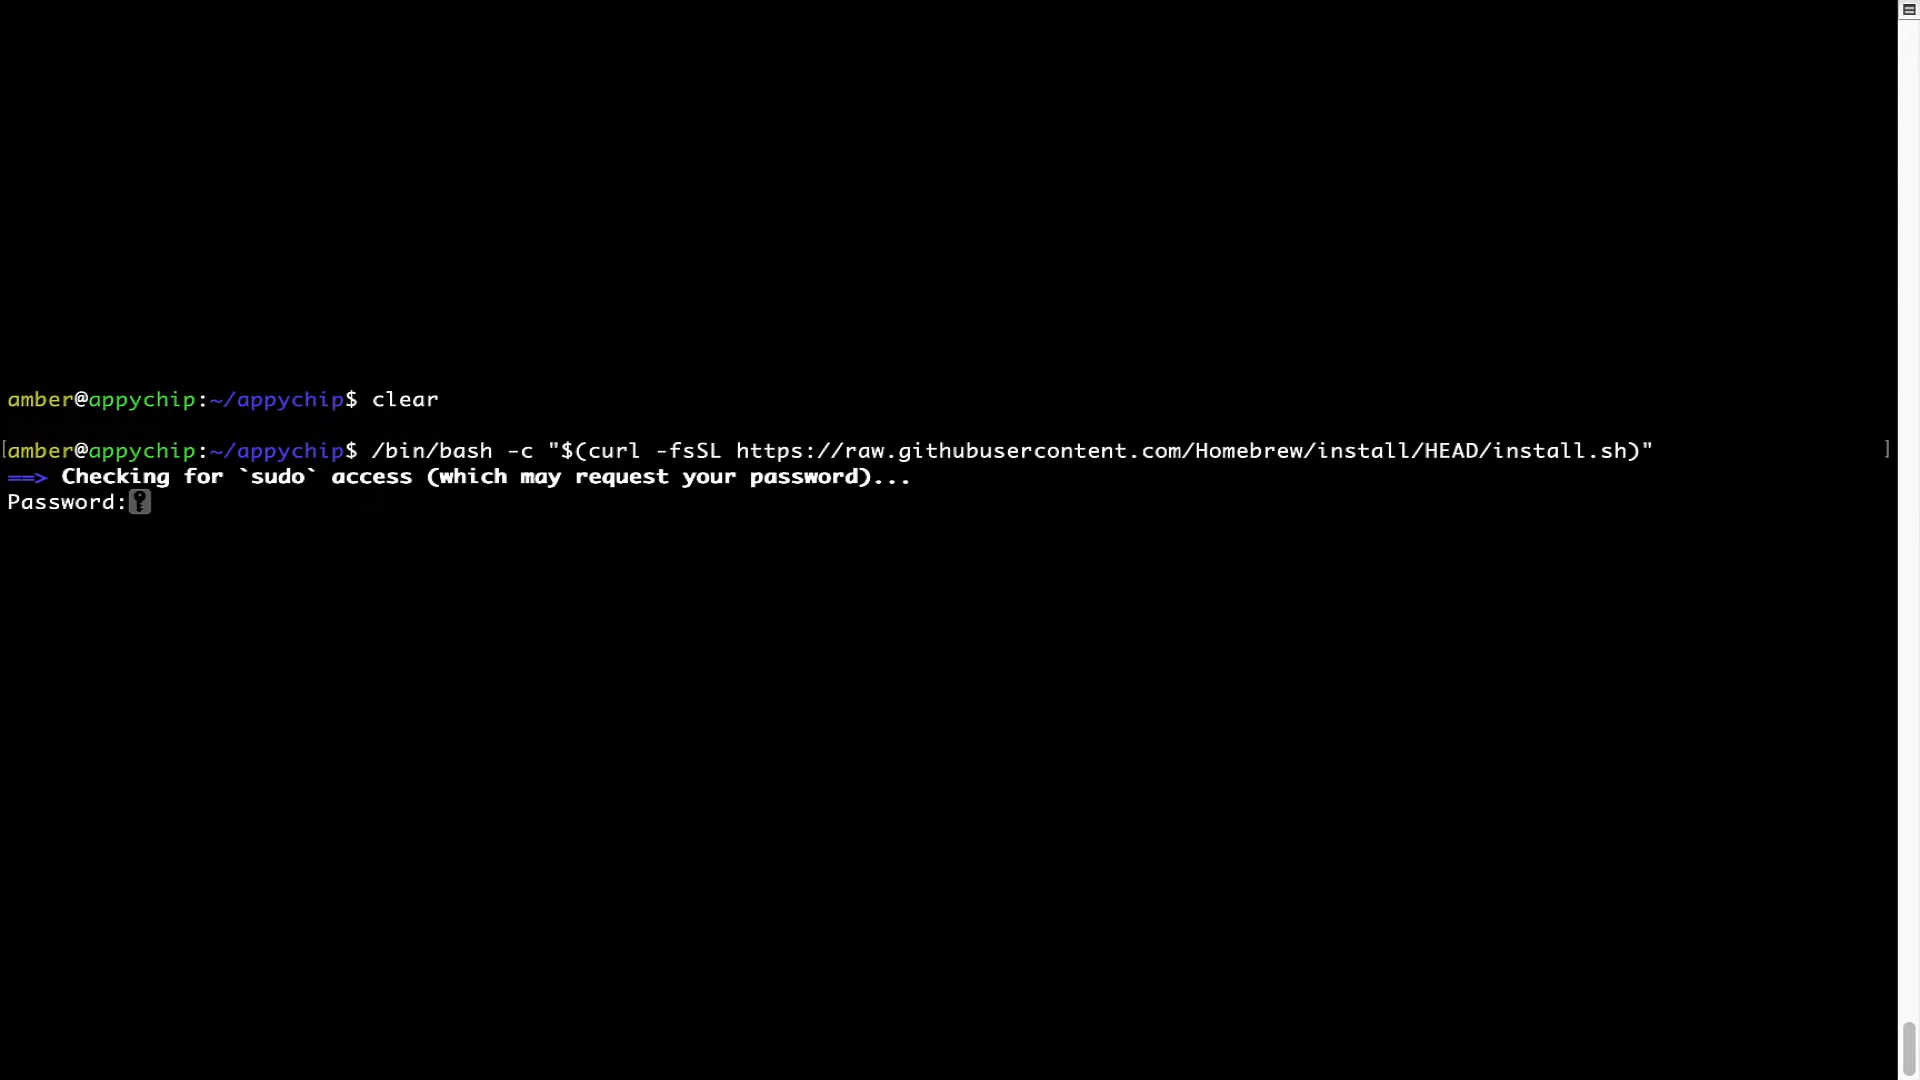 amber@appychip:~/appychip$ clear
[amber@appychip:~/appychip$ /bin/bash -c "$(curl -fsSL https://raw.githubusercontent.com/Homebrew/install/HEAD/install.sh)" ]
==> Checking for `sudo` access (which may request your password)...
Password: